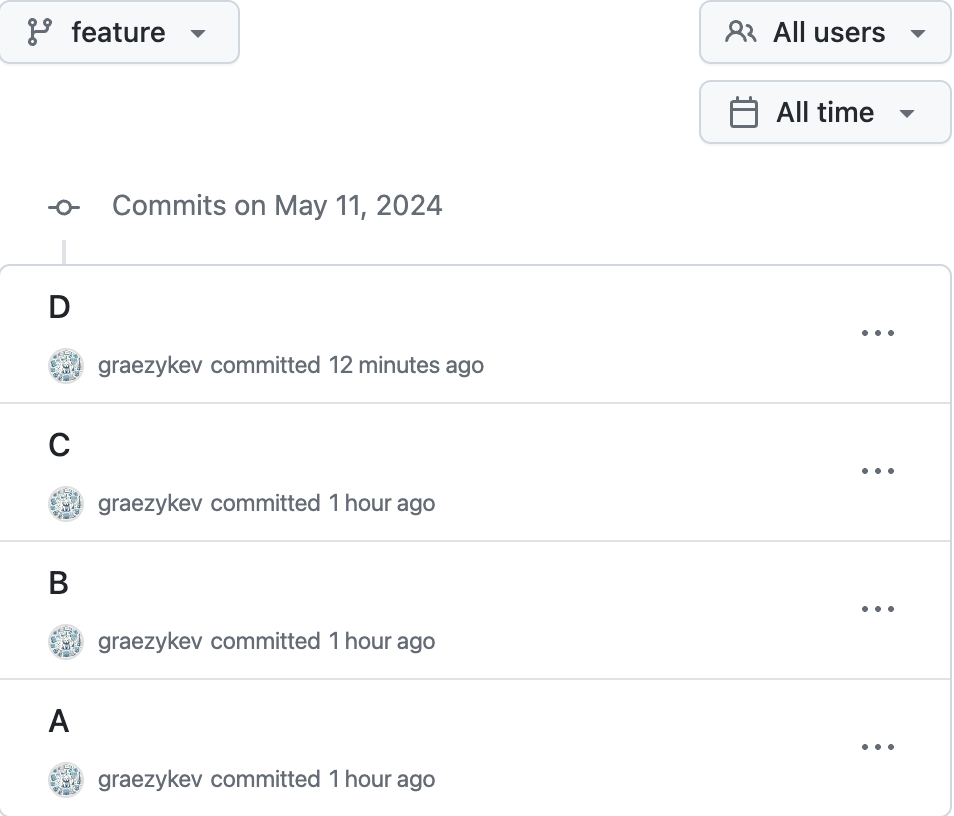 feature
All users
All time
Commits on May 11, 2024
D
graezykev committed 12 minutes ago
C
graezykev committed 1 hour ago
B
graezykev committed 1 hour ago
A
graezykev committed 1 hour ago